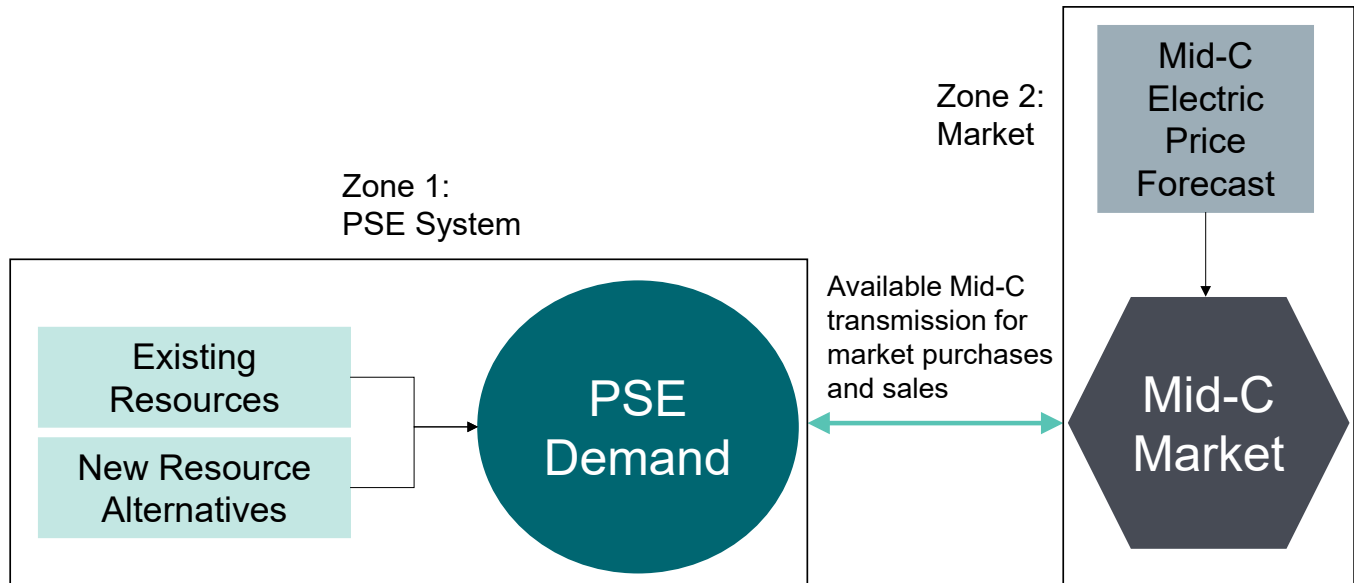 Zone 1:
PSE System
Existing
Resources
New Resource
Alternatives
PSE
Demand
Available Mid-C
transmission for
market purchases
and sales
Zone 2:
Market
Mid-C
Electric
Price
Forecast
Mid-C
Market